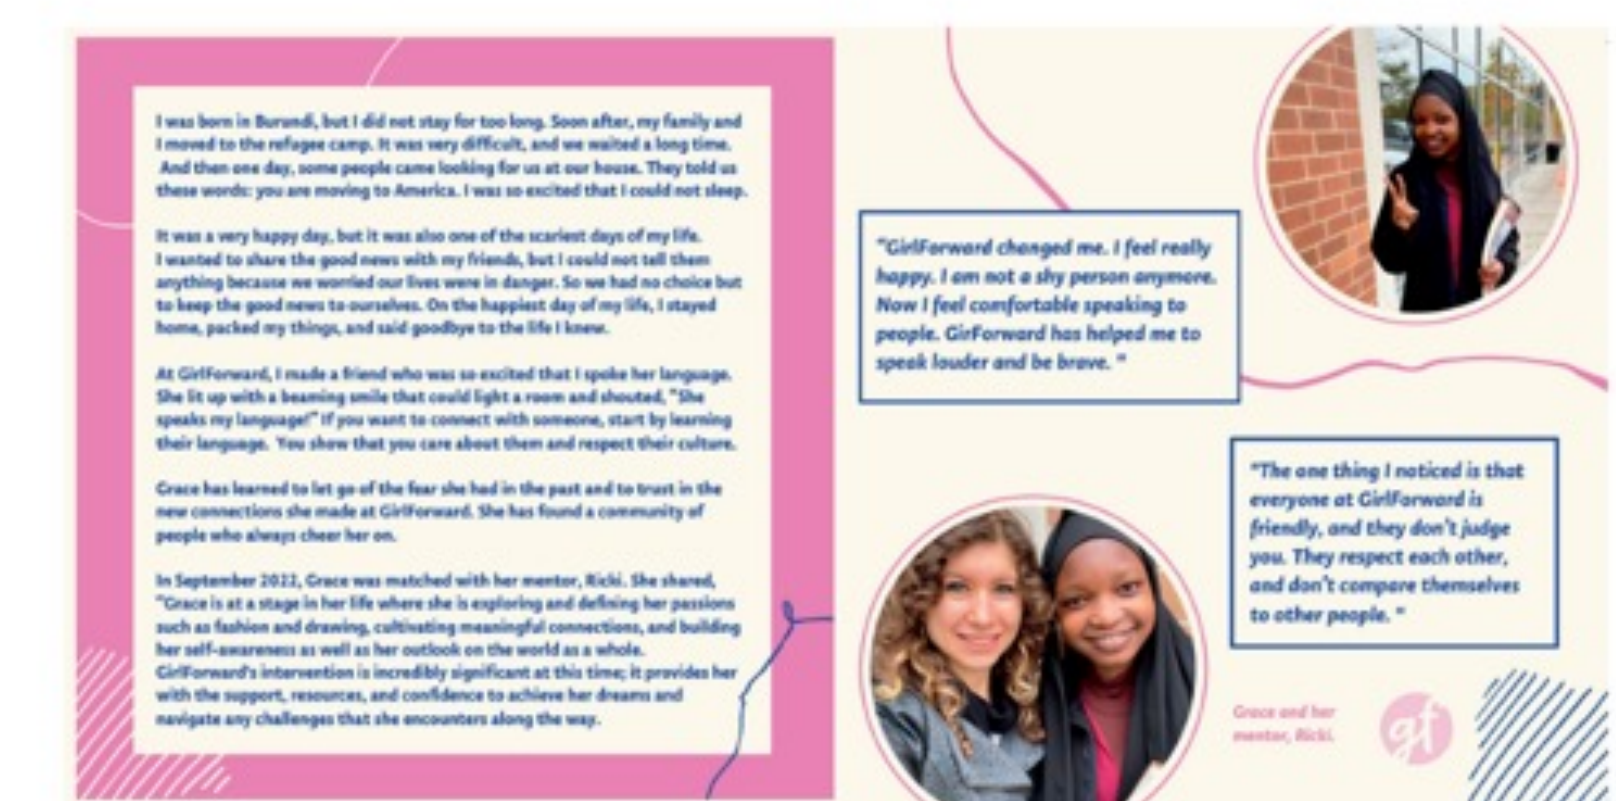 I was born in Burundi, but I did not stay for too long. Soon after, my family and
I moved to the refugee camp. It was very difficult, and we waited a long time.
And then one day, some people came looking for us at our house. They told us
these words: you are moving to America. I was so excited that I could not sleep.
It was a very happy day, but it was also one of the scariest days of my life.
I wanted to share the good news with my friends, but I could not tell them
anything because we worried our lives were in danger. So we had no choice but
to keep the good news to ourselves. On the happiest day of my life, I stayed
home, packed my things, and said goodbye to the life I knew.
At GirlForward, I made a friend who was so excited that I spoke her language.
She lit up with a beaming smile that could light a room and shouted, "She
speaks my language!" If you want to connect with someone, start by learning
their language. You show that you care about them and respect their culture.
Grace has learned to let go of the fear she had in the past and to trust in the
new connections she made at GirlForward. She has found a community of
people who always cheer her on.
In September 2022, Grace was matched with her mentor, Ricki. She shared,
"Grace is at a stage in her life where she is exploring and defining her passions
such as fashion and drawing, cultivating meaningful connections, and building
her self-awareness as well as her outlook on the world as a whole.
GirlForward's intervention is incredibly significant at this time; it provides her
with the support, resources, and confidence to achieve her dreams and
navigate any challenges that she encounters along the way.
"GirlForward changed me. I feel really
happy. I am not a shy person anymore.
Now I feel comfortable speaking to
people. GirForward has helped me to
speak louder and be brave. "
"The one thing I noticed is that
everyone at GirlForward is
friendly, and they don't judge
you. They respect each other,
and don't compare themselves
to other people. "
Grace and her
mentor, Ricki.
gf